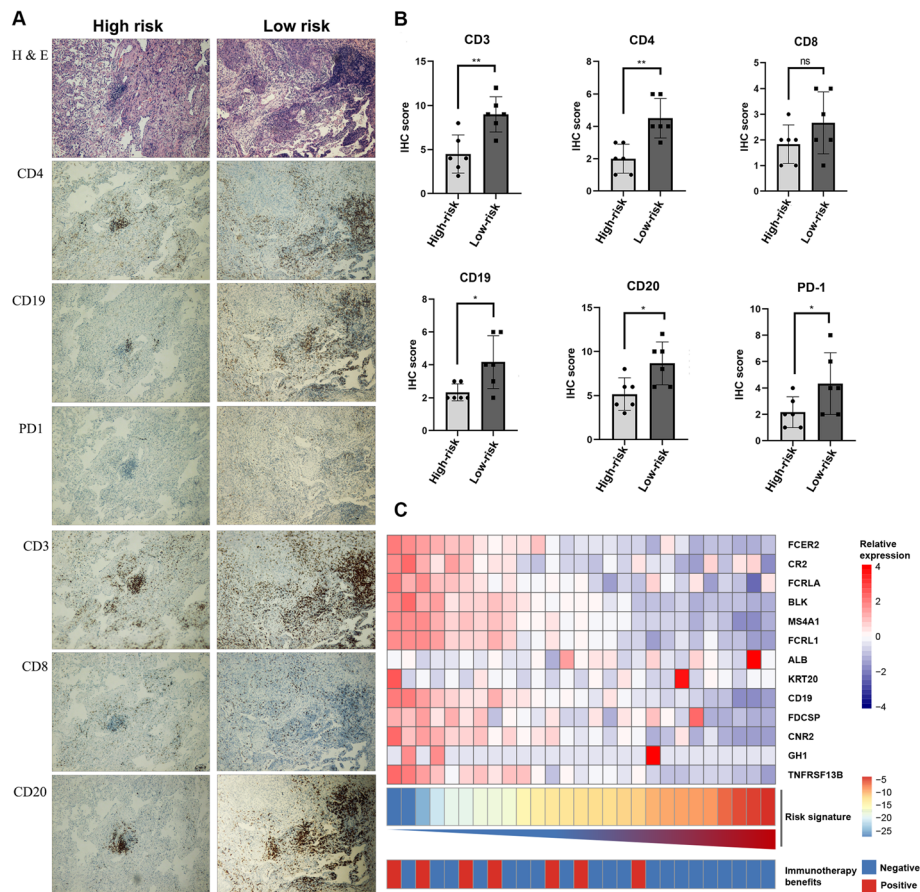 A
High risk
Low risk
H & E
CD4
CD19
PD1
CD3
CD8
CD20
B
CD3
IHC score
15
10
5
0
**
High-risk
Low-risk
CD4
IHC score
8
6
4
2
0
**
High-risk
Low-risk
CD8
IHC score
5
4
3
2
1
0
ns
High-risk
Low-risk
CD19
IHC score
8
6
4
2
0
*
High-risk
Low-risk
CD20
IHC score
15
10
5
0
*
High-risk
Low-risk
PD-1
IHC score
10
8
6
4
2
0
*
High-risk
Low-risk
C
FCER2
CR2
FCRLA
BLK
MS4A1
FCRL1
ALB
KRT20
CD19
FDCSP
CNR2
GH1
TNFRSF13B
Relative
expression
4
2
0
−2
−4
Risk signature
−5
−10
−15
−20
−25
Immunotherapy
benefits
Negative
Positive